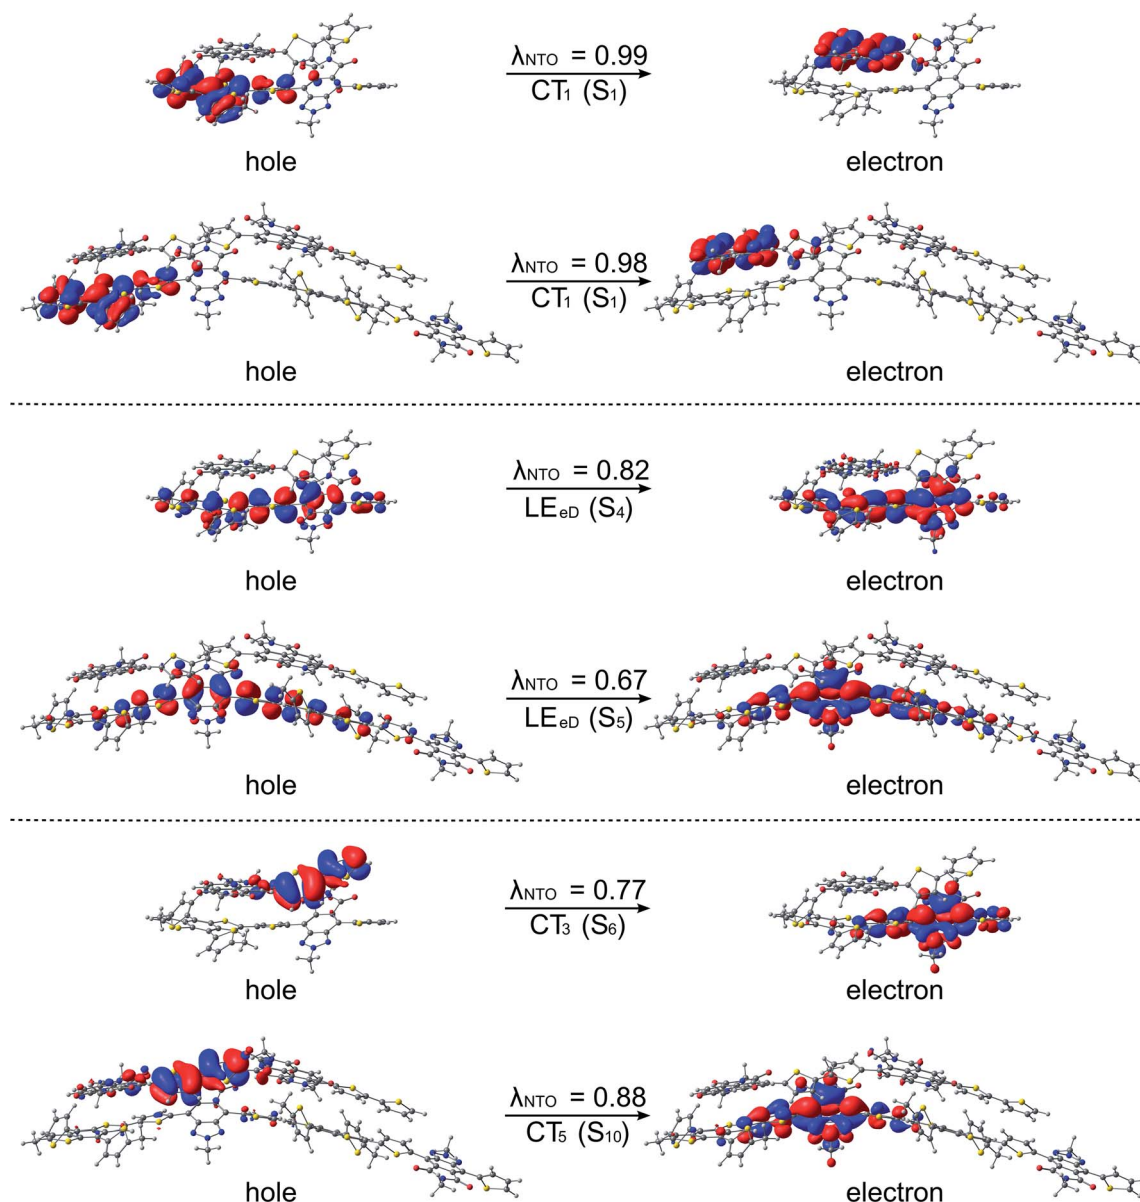 λNTO = 0.99
CT1 (S1)
hole
electron
λNTO = 0.98
CT1 (S1)
hole
electron
λNTO = 0.82
LEeD (S4)
hole
electron
λNTO = 0.67
LEeD (S5)
hole
electron
λNTO = 0.77
CT3 (S6)
hole
electron
λNTO = 0.88
CT5 (S10)
hole
electron